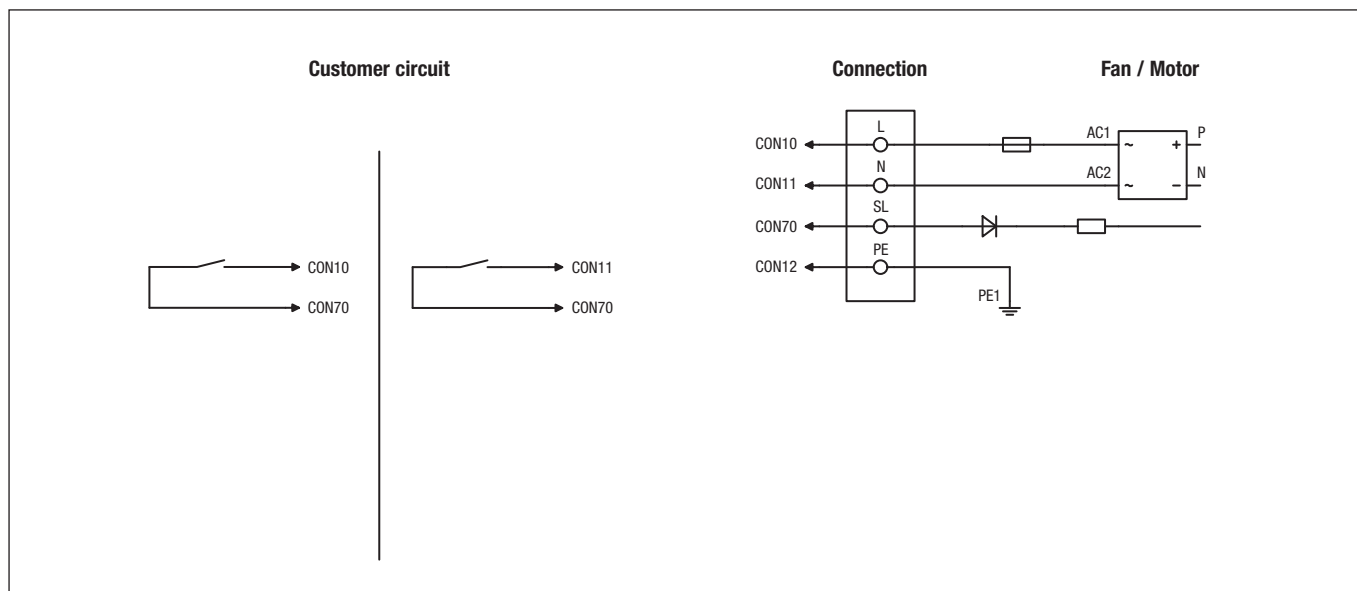 Customer circuit
Connection
Fan / Motor
CON10
CON70
CON11
CON70
L
CON10
AC1
~
+
P
N
CON11
AC2
~
–
N
SL
CON70
PE
CON12
PE1